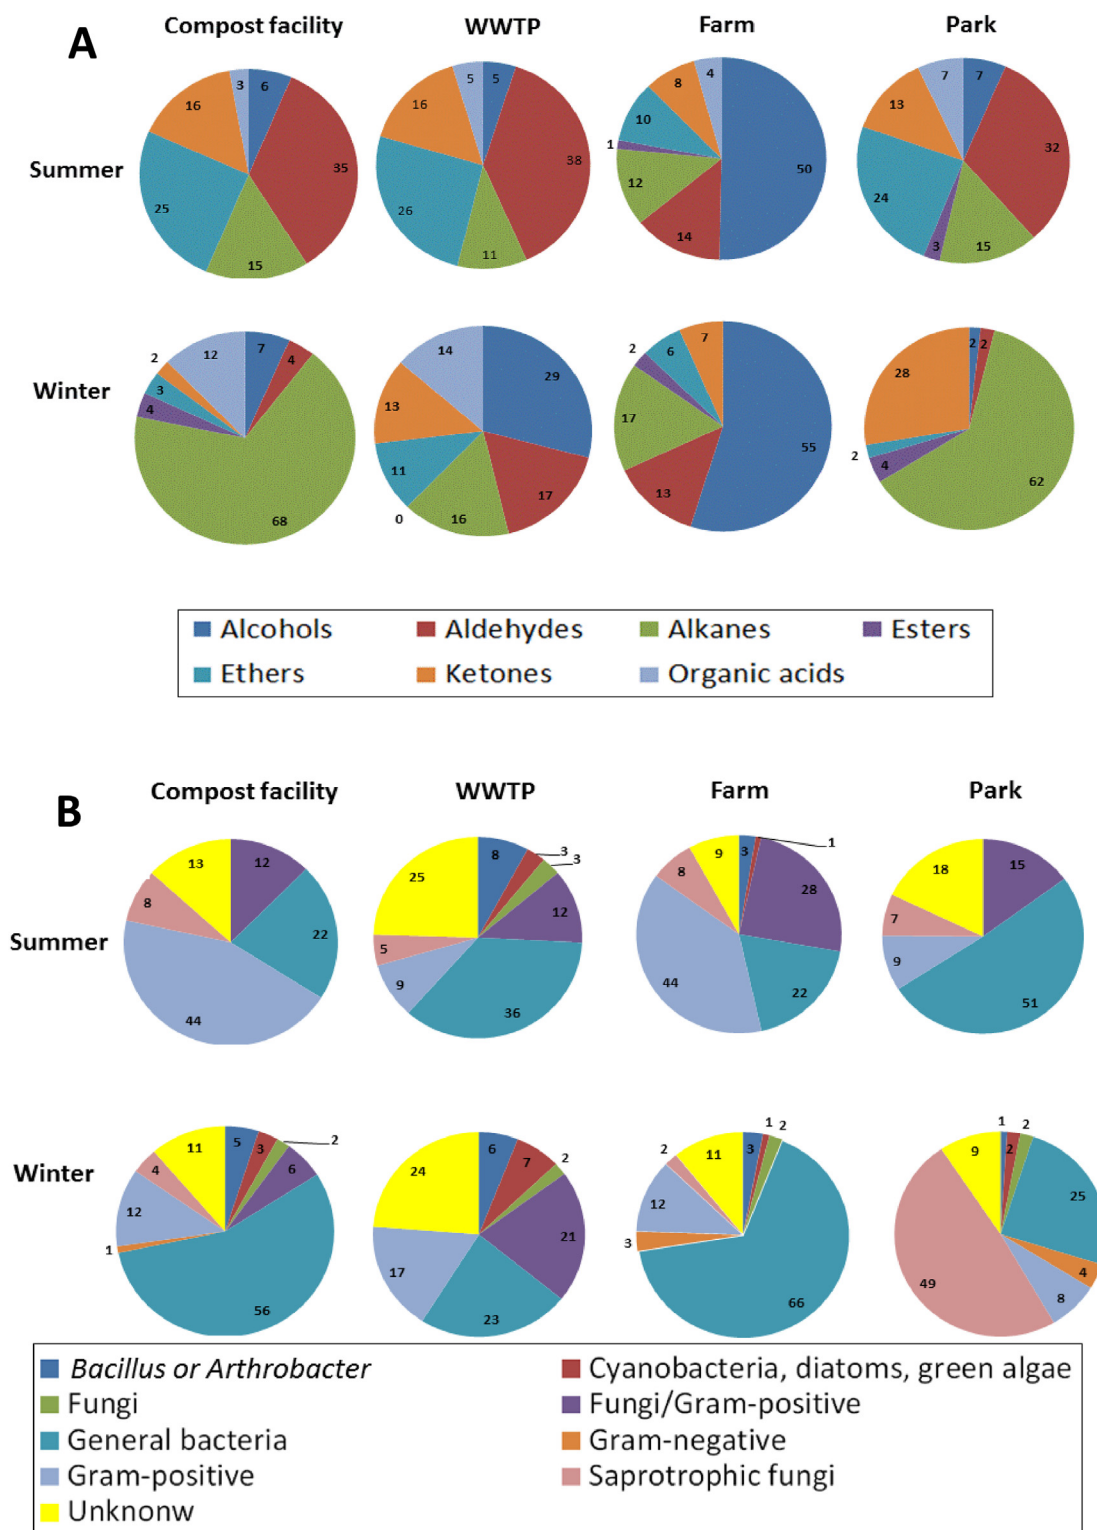 A
Compost facility WWTP Farm Park
Summer
6 35 15 25 16 3
5 38 11 26 16 5
50 14 12 1 10 8 4
7 32 15 3 24 13 7
Winter
7 4 68 4 3 2 12
29 17 16 0 11 13 14
55 13 17 2 6 7
2 2 62 4 2 28
Alcohols Aldehydes Alkanes Esters
Ethers Ketones Organic acids
B
Compost facility WWTP Farm Park
Summer
12 22 44 8 13
8 3 3 12 36 9 5 25
3 1 28 22 44 8 9
15 51 9 7 18
Winter
5 3 2 6 56 1 12 4 11
6 7 2 21 23 17 24
3 1 2 66 3 12 2 11
1 2 2 25 4 8 49 9
Bacillus or Arthrobacter Cyanobacteria, diatoms, green algae
Fungi Fungi/Gram-positive
General bacteria Gram-negative
Gram-positive Saprotrophic fungi
Unknonw